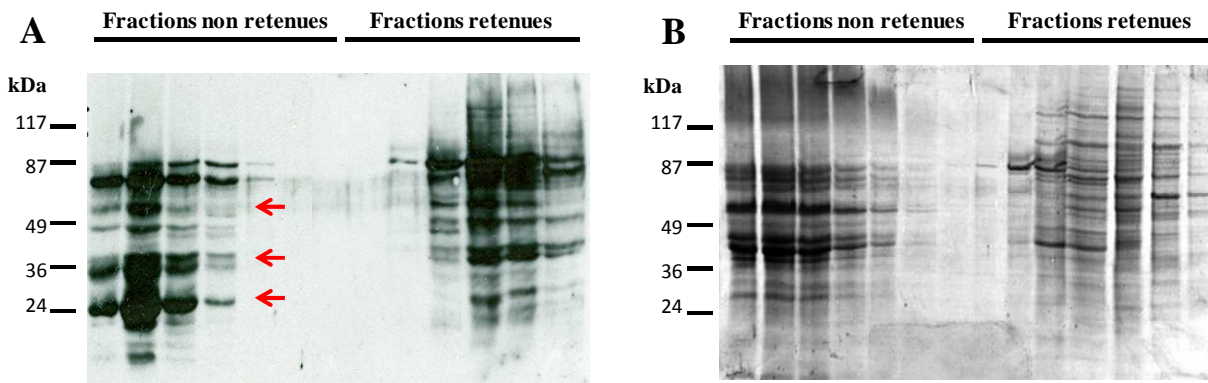 A
Fractions non retenues
Fractions retenues
kDa
117
87
49
36
24
B
Fractions non retenues
Fractions retenues
kDa
117
87
49
36
24